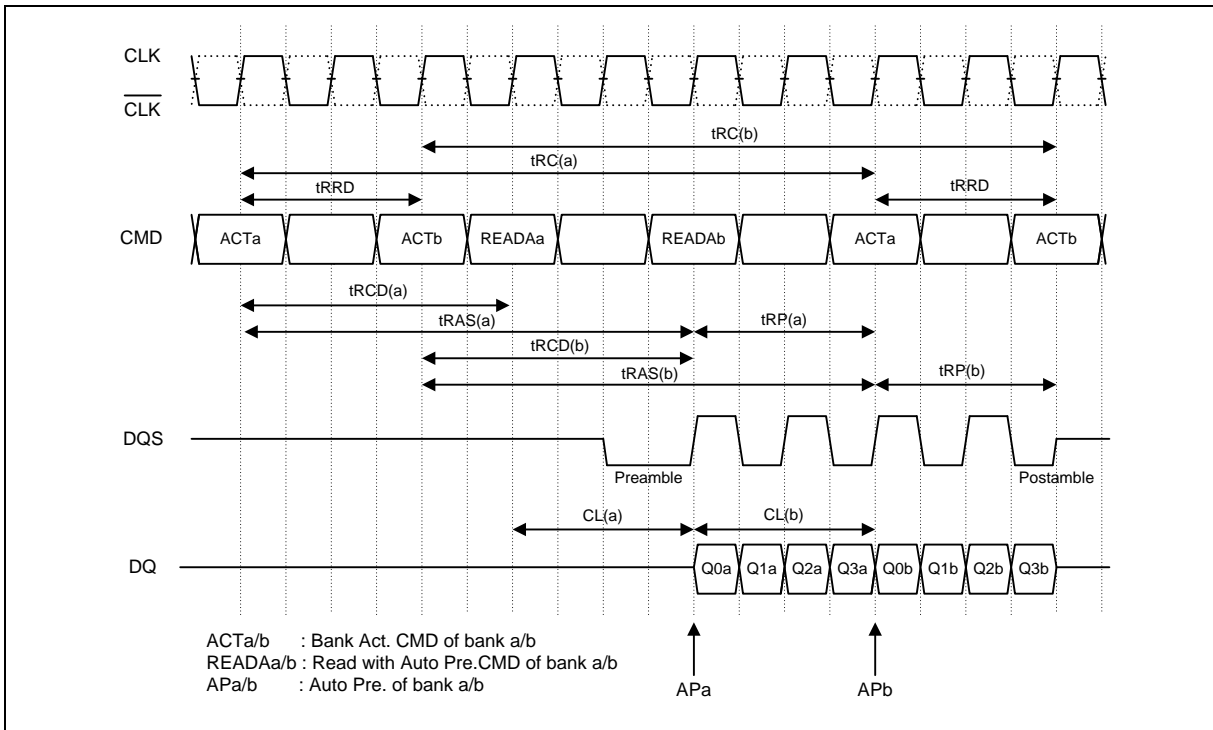 CLK
CLK
tRC(b)
tRC(a)
tRRD
tRRD
CMD
ACTa
ACTb
READAa
READAb
ACTa
ACTb
tRCD(a)
tRAS(a)
tRP(a)
tRCD(b)
tRAS(b)
tRP(b)
DQS
Preamble
Postamble
CL(a)
CL(b)
DQ
Q0a
Q1a
Q2a
Q3a
Q0b
Q1b
Q2b
Q3b
ACTa/b : Bank Act. CMD of bank a/b
READAa/b : Read with Auto Pre.CMD of bank a/b
APa/b : Auto Pre. of bank a/b
APa
APb